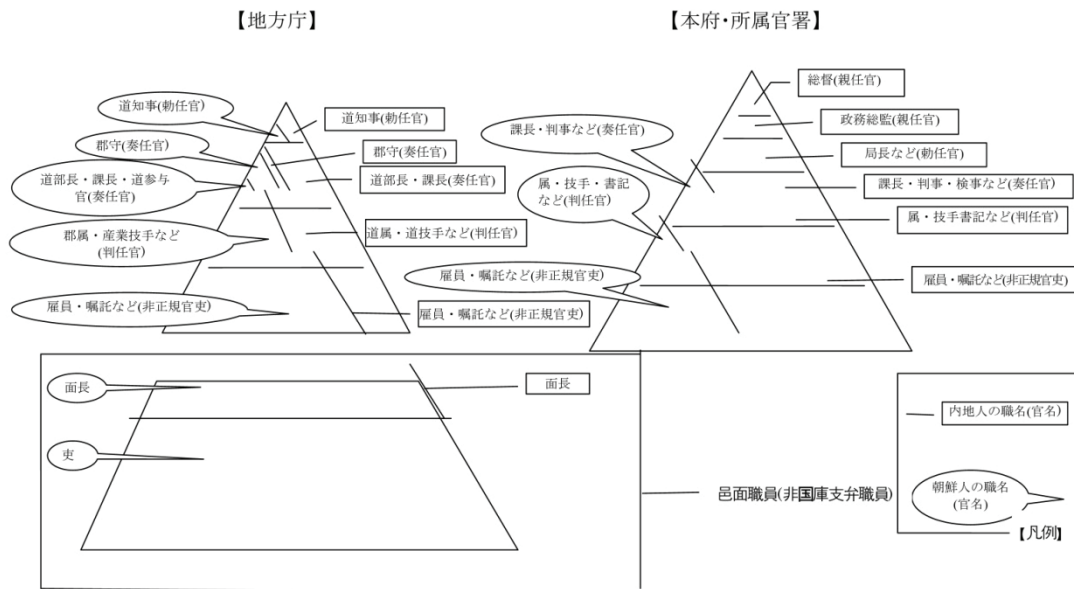 【地方庁】
【本府・所属官署】
道知事(勅任官)
郡守(奏任官)
道部長・課長・道参与
官(奏任官)
郡属・産業技手など
(判任官)
雇員・嘱託など(非正規官吏)
道知事(勅任官)
郡守(奏任官)
道部長・課長(奏任官)
道属・道技手など(判任官)
雇員・嘱託など(非正規官吏)
課長・判事など(奏任官)
属・技手・書記
など(判任官)
雇員・嘱託など(非正規官吏)
総督(親任官)
政務総監(親任官)
局長など(勅任官)
課長・判事・検事など(奏任官)
属・技手書記など(判任官)
雇員・嘱託など(非正規官吏)
面長
吏
面長
邑面職員(非国庫支弁職員)
内地人の職名(官名)
朝鮮人の職名
(官名)
【凡例】